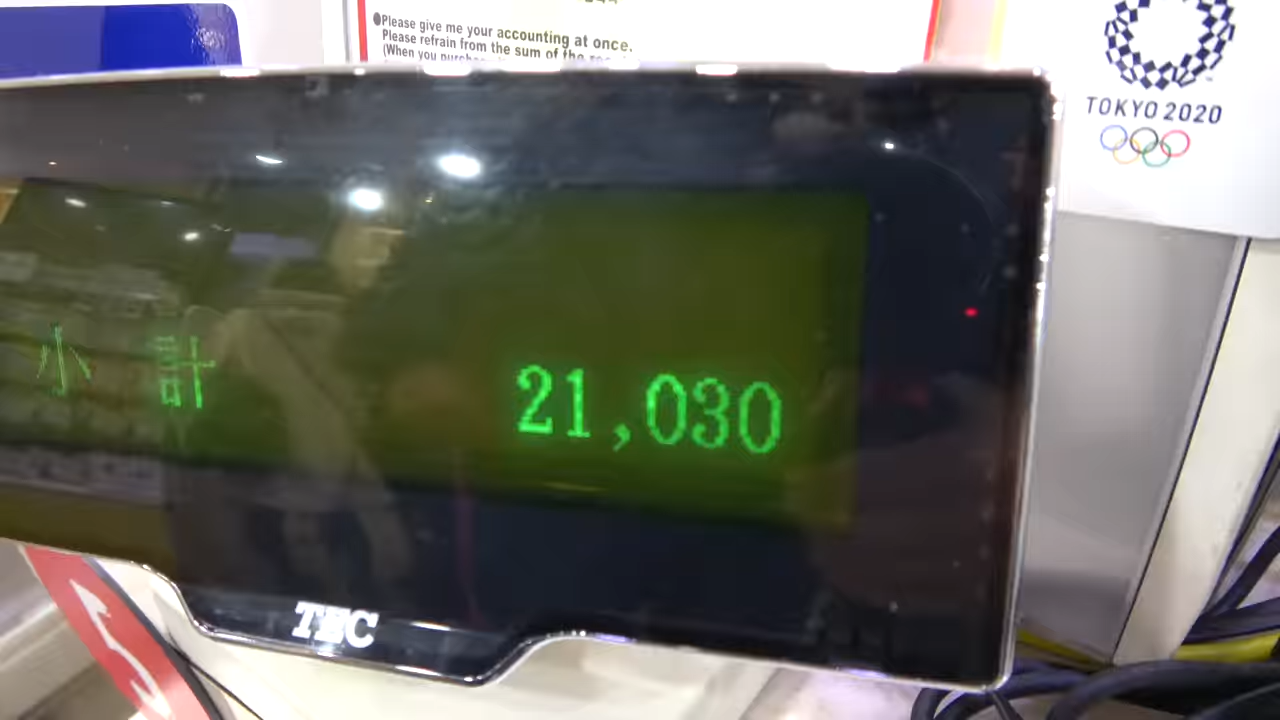 ●Please give me your accounting at once.
Please refrain from the sum of the
(When you
TOKYO 2020
小計 21,030
TEC